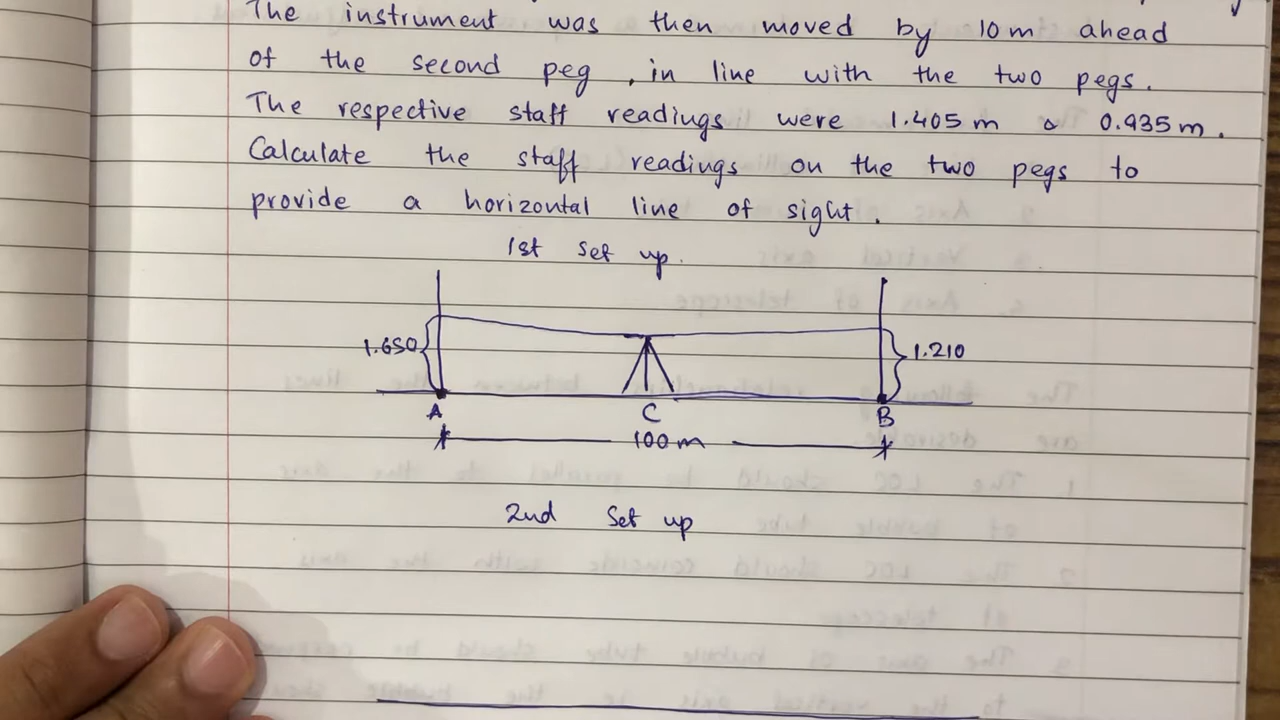 The instrument was then moved by 10 m ahead
of the second peg, in line with the two pegs.
The respective staff readings were 1.405 m & 0.935 m.
Calculate the staff readings on the two pegs to
provide a horizontal line of sight.
1st set up.
1.650
1.210
A C B
100 m
2nd Set up